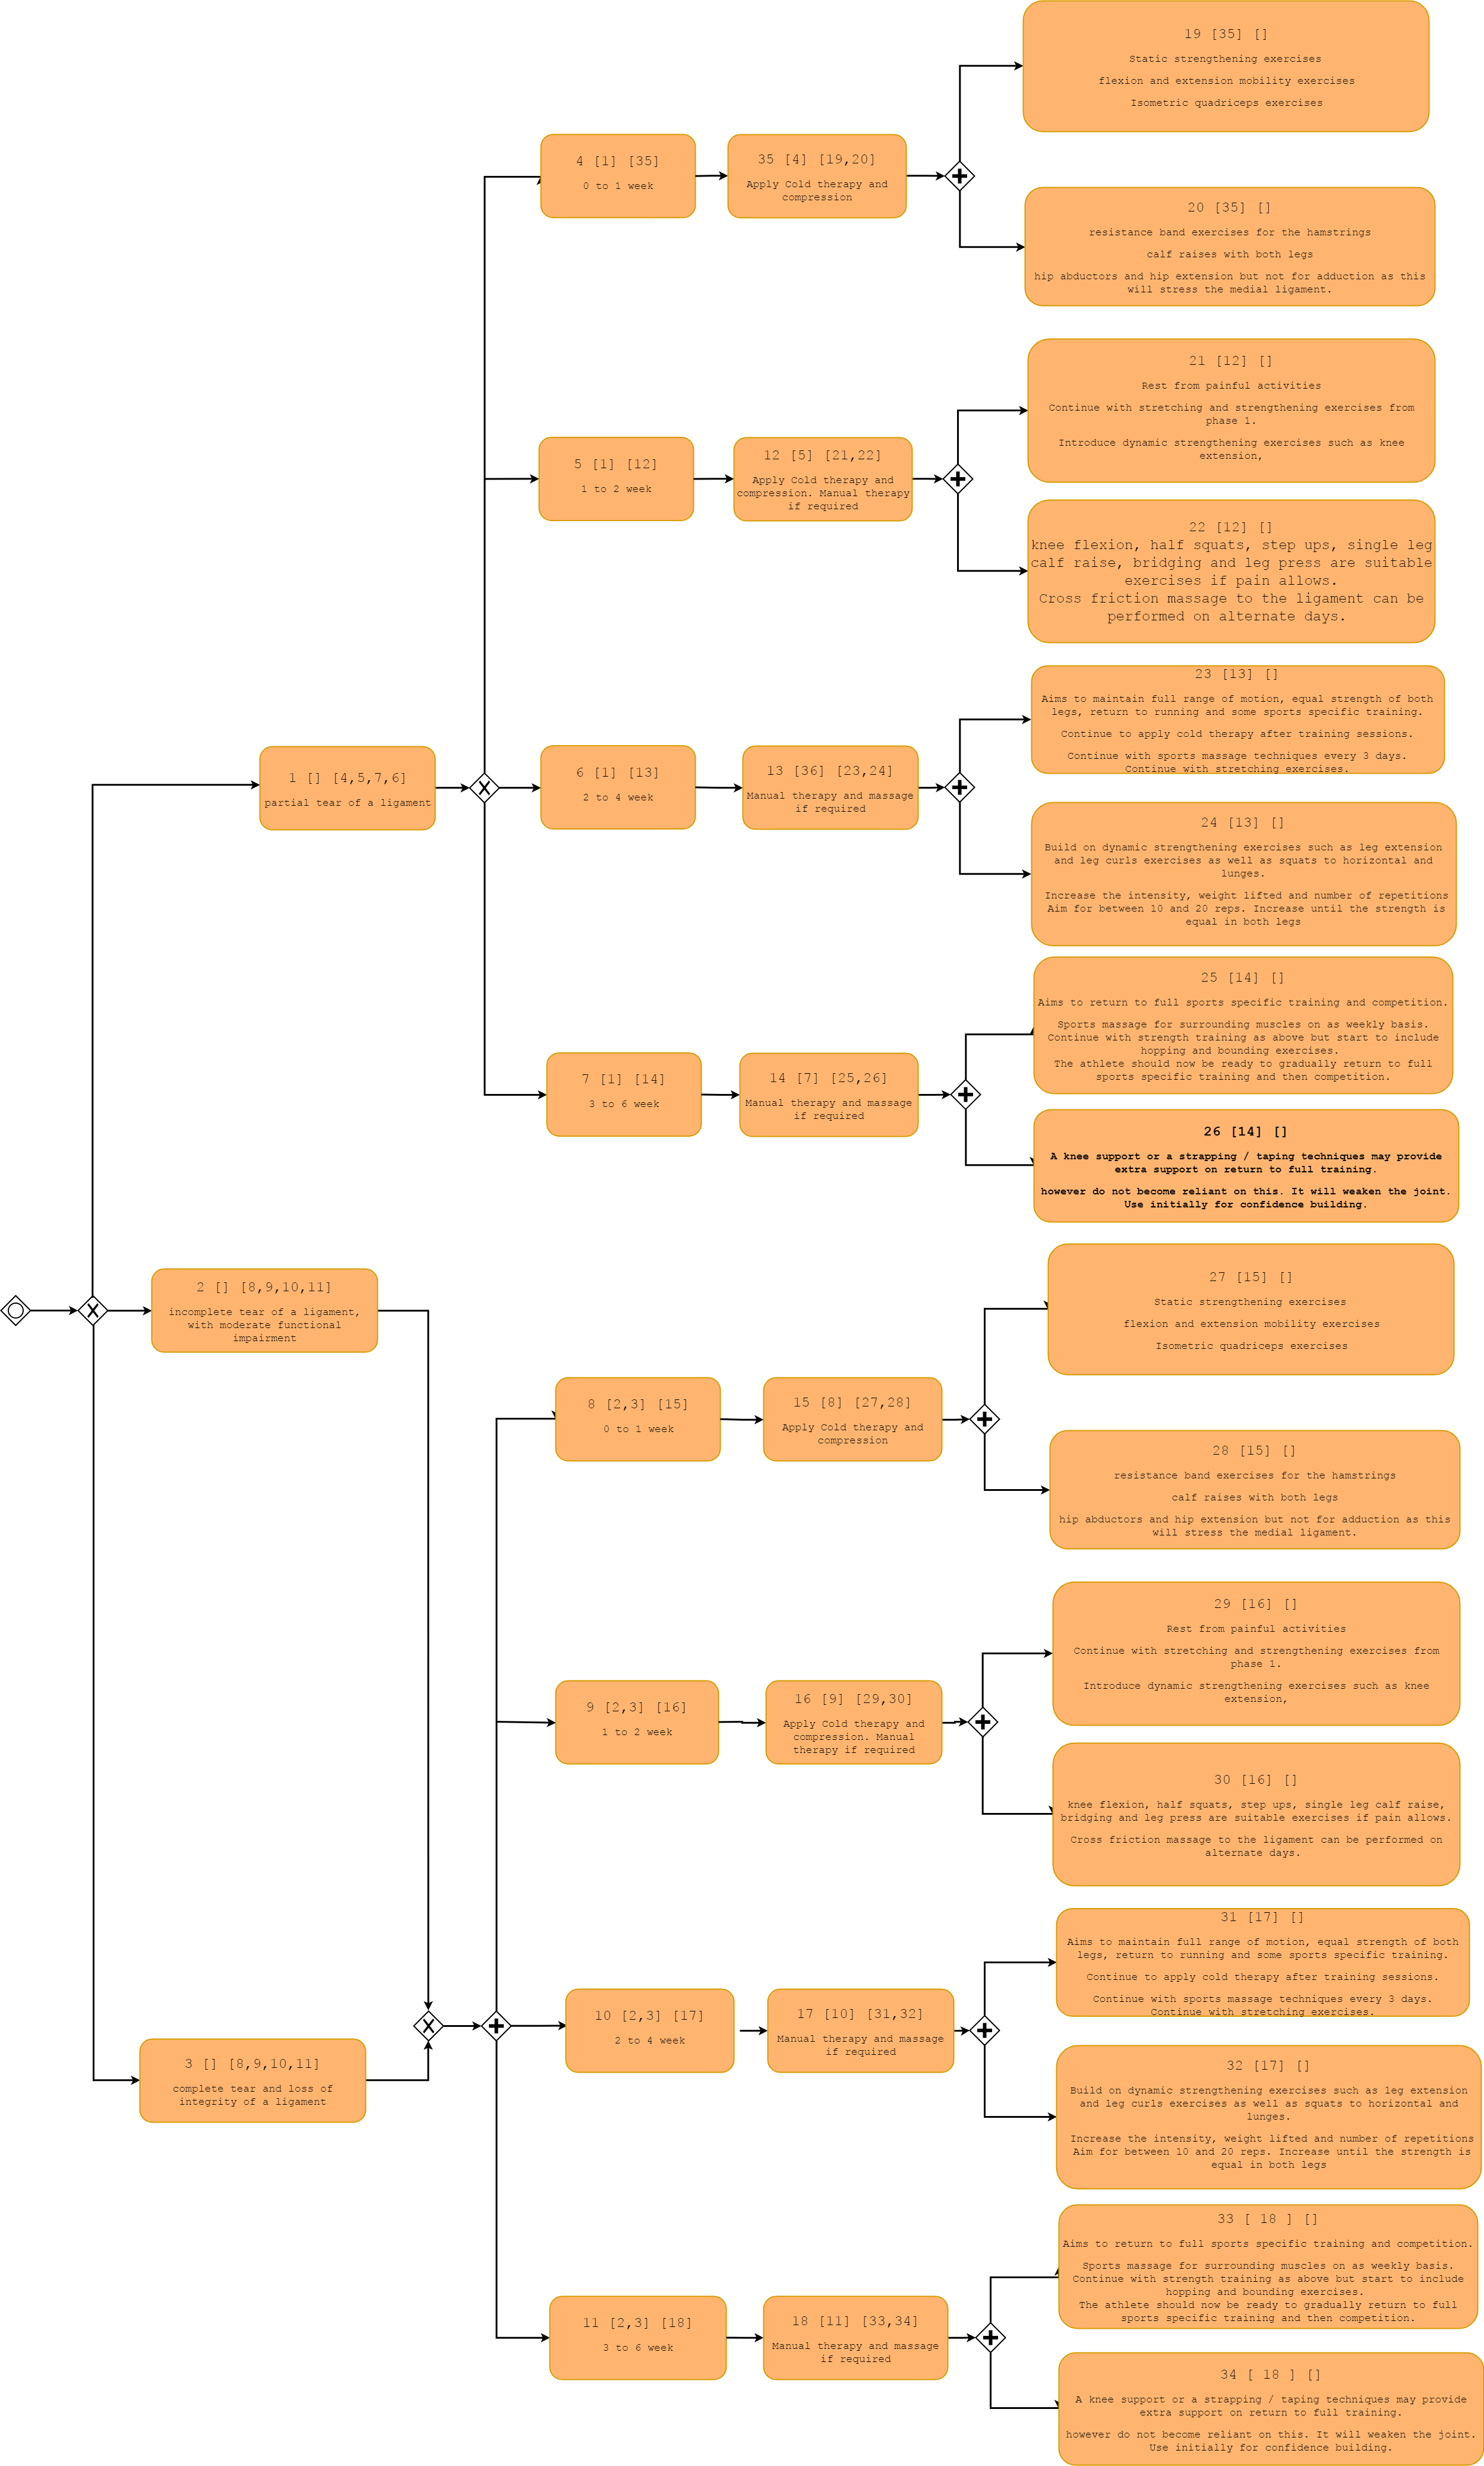 19 [35] []
Static strengthening exercises
flexion and extension mobility exercises
Isometric quadriceps exercises
4 [1] [35]
0 to 1 week
35 [4] [19,20]
Apply Cold therapy and
compression
20 [35] []
resistance band exercises for the hamstrings
calf raises with both legs
hip abductors and hip extension but not for adduction as this
will stress the medial ligament.
21 [12] []
Rest from painful activities
Continue with stretching and strengthening exercises from
phase 1.
Introduce dynamic strengthening exercises such as knee
extension,
5 [1] [12]
1 to 2 week
12 [5] [21,22]
Apply Cold therapy and
compression. Manual therapy
if required
22 [12] []
knee flexion, half squats, step ups, single leg
calf raise, bridging and leg press are suitable
exercises if pain allows.
Cross friction massage to the ligament can be
performed on alternate days.
23 [13] []
Aims to maintain full range of motion, equal strength of both
legs, return to running and some sports specific training.
Continue to apply cold therapy after training sessions.
Continue with sports massage techniques every 3 days.
Continue with stretching exercises.
1 [] [4,5,7,6]
partial tear of a ligament
6 [1] [13]
2 to 4 week
13 [36] [23,24]
Manual therapy and massage
if required
24 [13] []
Build on dynamic strengthening exercises such as leg extension
and leg curls exercises as well as squats to horizontal and
lunges.
Increase the intensity, weight lifted and number of repetitions
Aim for between 10 and 20 reps. Increase until the strength is
equal in both legs
25 [14] []
Aims to return to full sports specific training and competition.
Sports massage for surrounding muscles on as weekly basis.
Continue with strength training as above but start to include
hopping and bounding exercises.
The athlete should now be ready to gradually return to full
sports specific training and then competition.
7 [1] [14]
3 to 6 week
14 [7] [25,26]
Manual therapy and massage
if required
26 [14] []
A knee support or a strapping / taping techniques may provide
extra support on return to full training.
however do not become reliant on this. It will weaken the joint.
Use initially for confidence building.
2 [] [8,9,10,11]
incomplete tear of a ligament,
with moderate functional
impairment
27 [15] []
Static strengthening exercises
flexion and extension mobility exercises
Isometric quadriceps exercises
8 [2,3] [15]
0 to 1 week
15 [8] [27,28]
Apply Cold therapy and
compression
28 [15] []
resistance band exercises for the hamstrings
calf raises with both legs
hip abductors and hip extension but not for adduction as this
will stress the medial ligament.
29 [16] []
Rest from painful activities
Continue with stretching and strengthening exercises from
phase 1.
Introduce dynamic strengthening exercises such as knee
extension,
9 [2,3] [16]
1 to 2 week
16 [9] [29,30]
Apply Cold therapy and
compression. Manual
therapy if required
30 [16] []
knee flexion, half squats, step ups, single leg calf raise,
bridging and leg press are suitable exercises if pain allows.
Cross friction massage to the ligament can be performed on
alternate days.
31 [17] []
Aims to maintain full range of motion, equal strength of both
legs, return to running and some sports specific training.
Continue to apply cold therapy after training sessions.
Continue with sports massage techniques every 3 days.
Continue with stretching exercises.
10 [2,3] [17]
2 to 4 week
17 [10] [31,32]
Manual therapy and massage
if required
3 [] [8,9,10,11]
complete tear and loss of
integrity of a ligament
32 [17] []
Build on dynamic strengthening exercises such as leg extension
and leg curls exercises as well as squats to horizontal and
lunges.
Increase the intensity, weight lifted and number of repetitions
Aim for between 10 and 20 reps. Increase until the strength is
equal in both legs
33 [ 18 ] []
Aims to return to full sports specific training and competition.
Sports massage for surrounding muscles on as weekly basis.
Continue with strength training as above but start to include
hopping and bounding exercises.
The athlete should now be ready to gradually return to full
sports specific training and then competition.
11 [2,3] [18]
3 to 6 week
18 [11] [33,34]
Manual therapy and massage
if required
34 [ 18 ] []
A knee support or a strapping / taping techniques may provide
extra support on return to full training.
however do not become reliant on this. It will weaken the joint.
Use initially for confidence building.